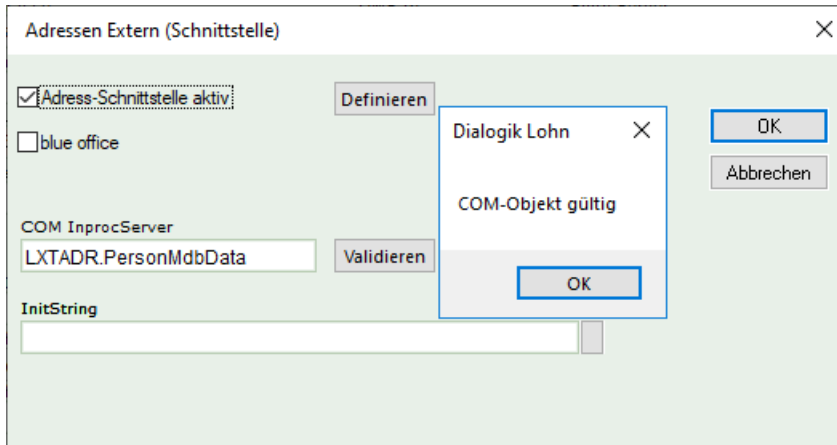 Adressen Extern (Schnittstelle)
Adress-Schnittstelle aktiv
Definieren
blue office
Dialogik Lohn
COM-Objekt gültig
OK
OK
Abbrechen
COM InprocServer
LXTADR.PersonMdbData
Validieren
InitString